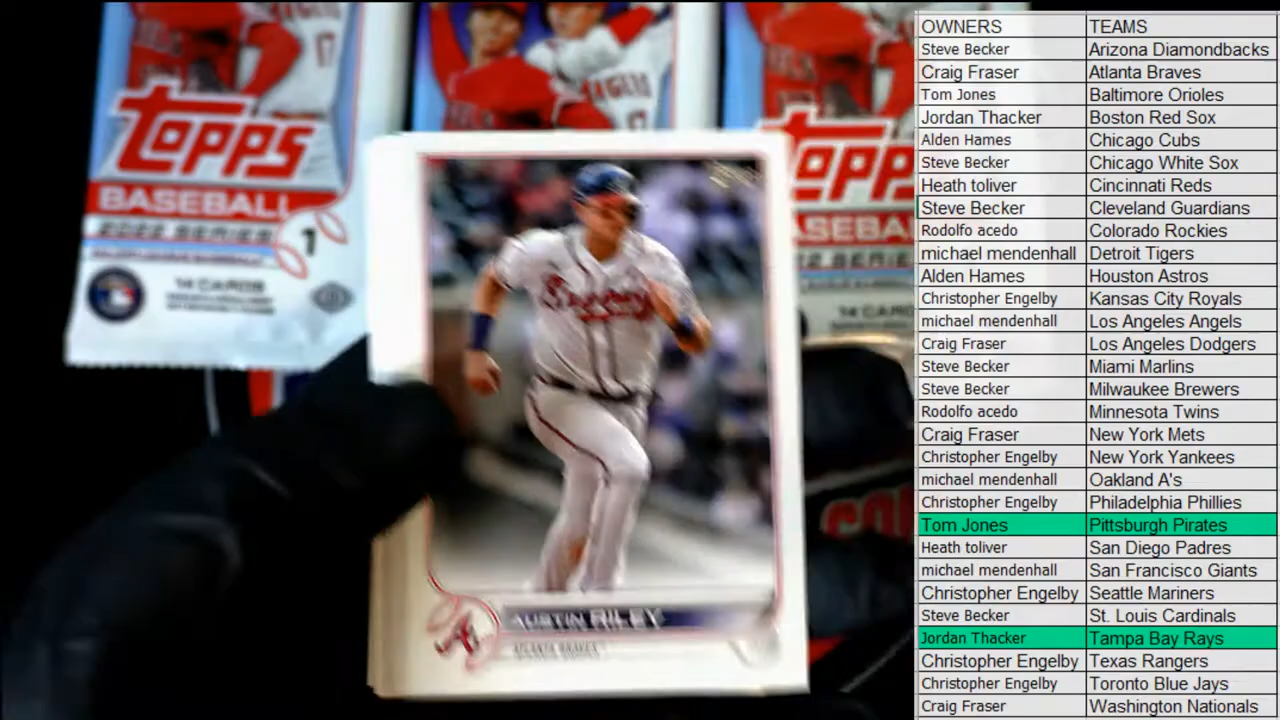 TOPPS
BASEBALL
2022 SERIES
1
14 CARDS
TOPPS
BASEBALL
SERIES
14 CARDS
Braves
A
AUSTIN RILEY
ATLANTA BRAVES
OWNERS TEAMS
Steve Becker Arizona Diamondbacks
Craig Fraser Atlanta Braves
Tom Jones Baltimore Orioles
Jordan Thacker Boston Red Sox
Alden Hames Chicago Cubs
Steve Becker Chicago White Sox
Heath toliver Cincinnati Reds
Steve Becker Cleveland Guardians
Rodolfo acedo Colorado Rockies
michael mendenhall Detroit Tigers
Alden Hames Houston Astros
Christopher Engelby Kansas City Royals
michael mendenhall Los Angeles Angels
Craig Fraser Los Angeles Dodgers
Steve Becker Miami Marlins
Steve Becker Milwaukee Brewers
Rodolfo acedo Minnesota Twins
Craig Fraser New York Mets
Christopher Engelby New York Yankees
michael mendenhall Oakland A's
Christopher Engelby Philadelphia Phillies
Tom Jones Pittsburgh Pirates
Heath toliver San Diego Padres
michael mendenhall San Francisco Giants
Christopher Engelby Seattle Mariners
Steve Becker St. Louis Cardinals
Jordan Thacker Tampa Bay Rays
Christopher Engelby Texas Rangers
Christopher Engelby Toronto Blue Jays
Craig Fraser Washington Nationals